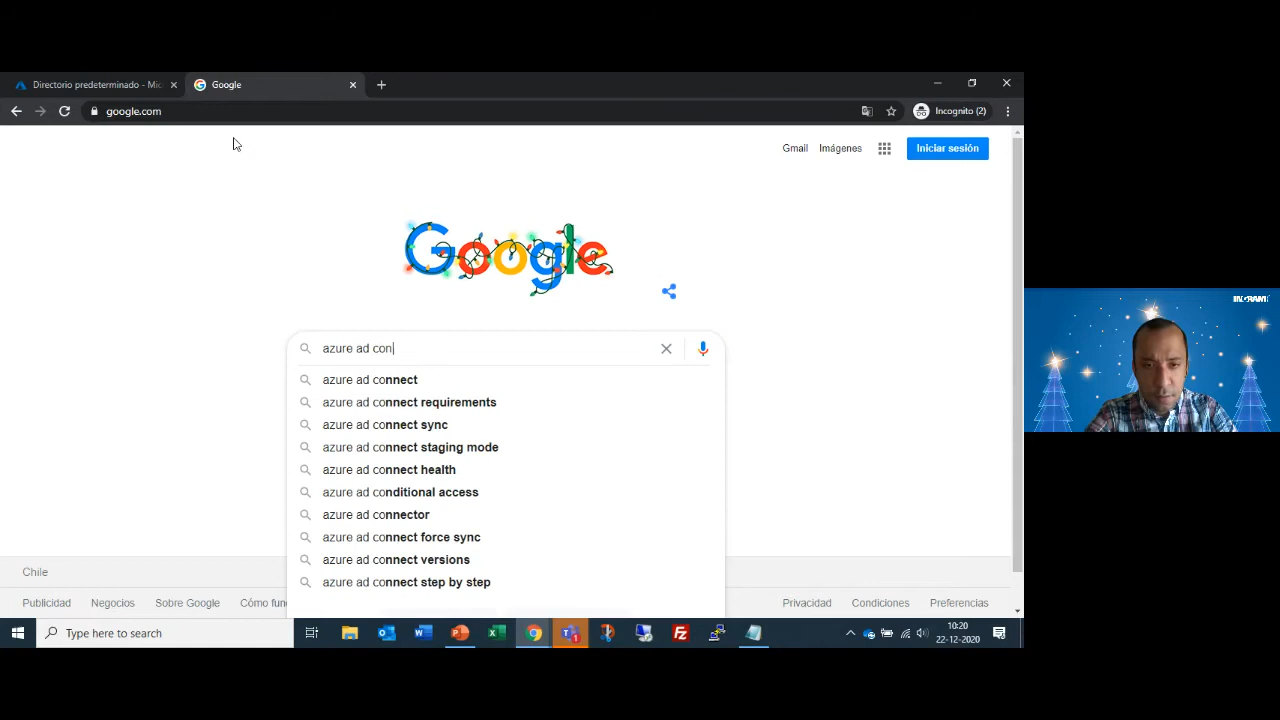 Directorio predeterminado - Mic
Google
google.com
Incognito (2)
Gmail
Imágenes
Iniciar sesión
Google
azure ad con
azure ad connect
azure ad connect requirements
azure ad connect sync
azure ad connect staging mode
azure ad connect health
azure ad conditional access
azure ad connector
azure ad connect force sync
azure ad connect versions
azure ad connect step by step
Chile
Publicidad
Negocios
Sobre Google
Cómo fun
Privacidad
Condiciones
Preferencias
Type here to search
10:20
22-12-2020
INGRAM